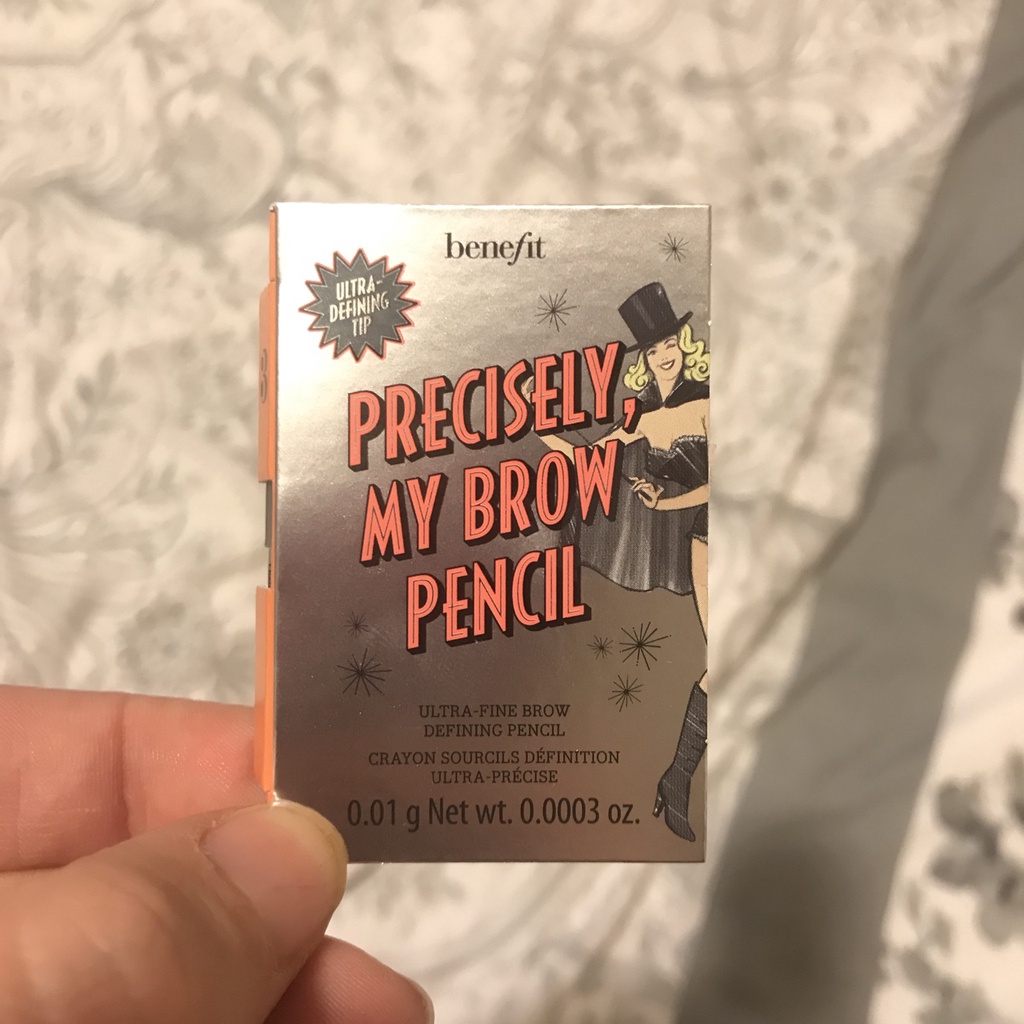 benefit
ULTRA-
DEFINING
TIP
PRECISELY,
MY BROW
PENCIL
ULTRA-FINE BROW
DEFINING PENCIL
CRAYON SOURCILS DÉFINITION
ULTRA-PRÉCISE
0.01 g Net wt. 0.0003 oz.
3